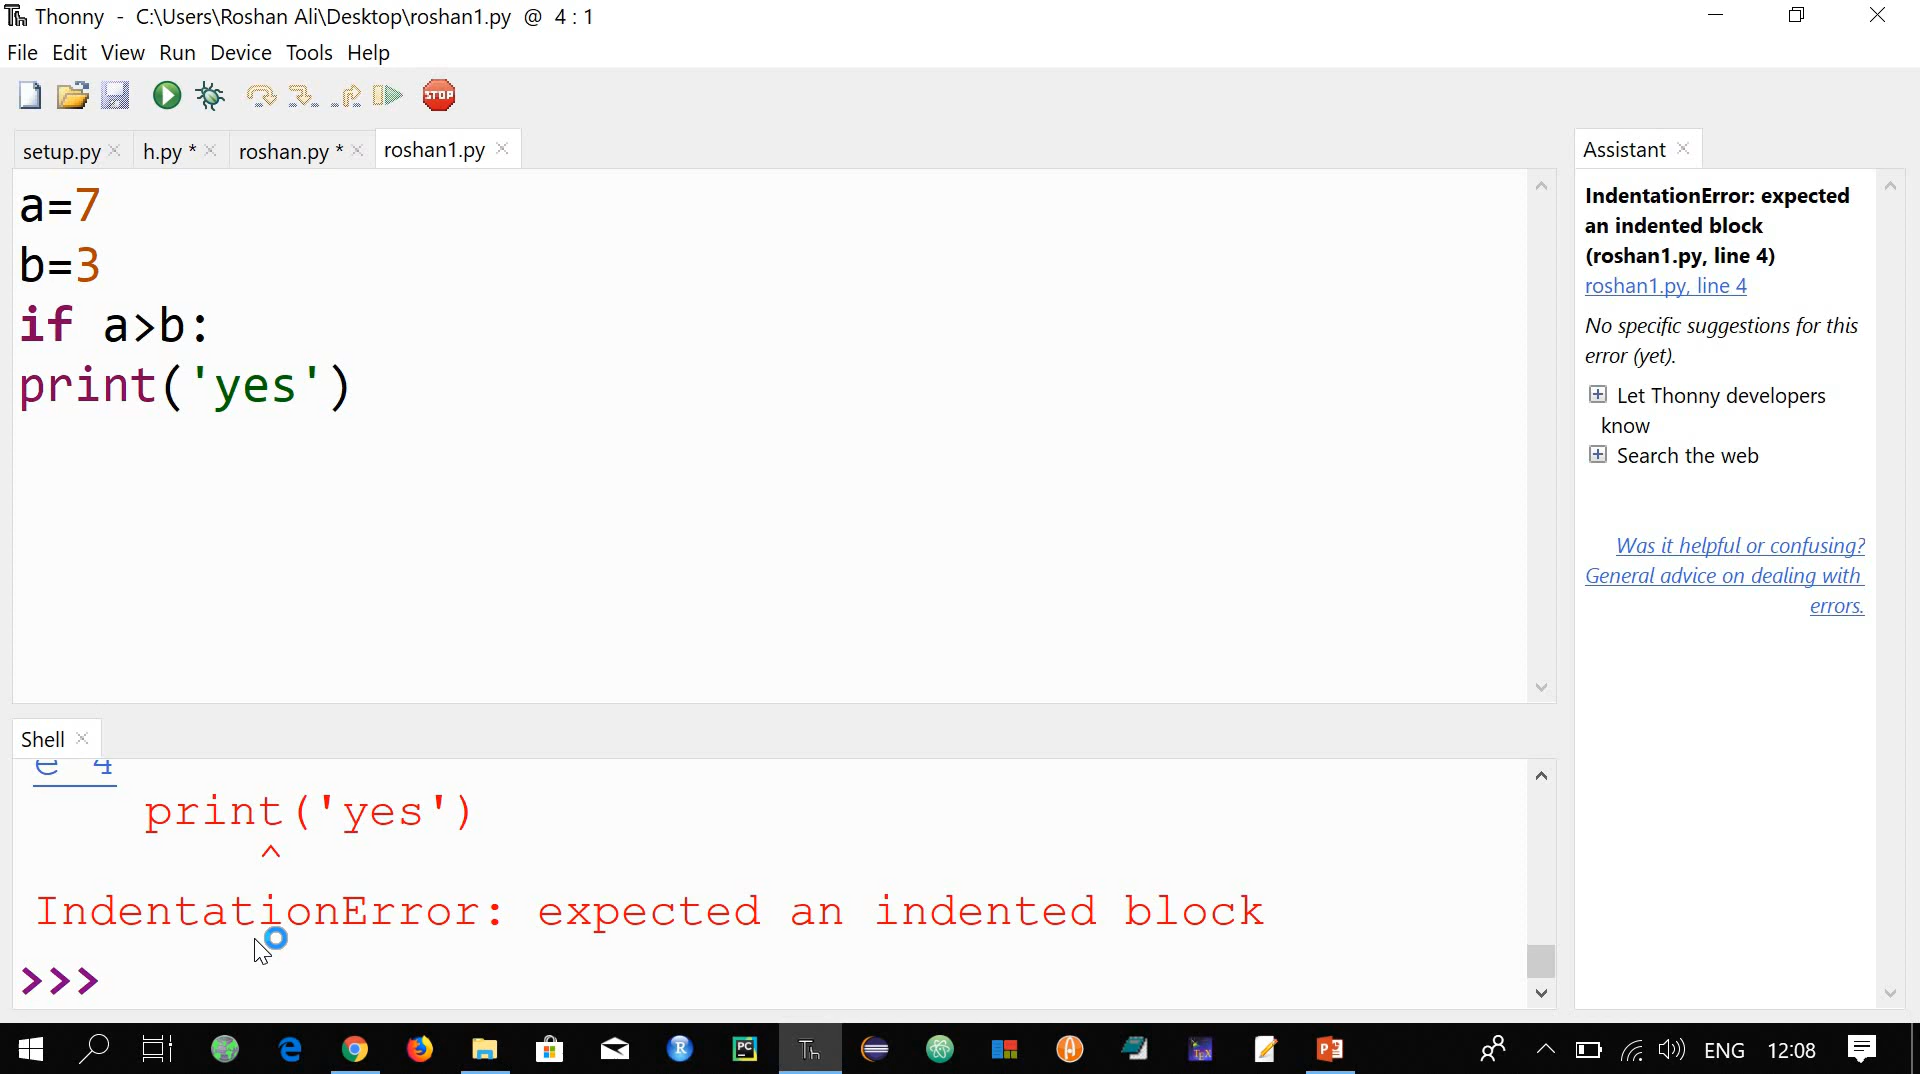 Thonny - C:\Users\Roshan Ali\Desktop\roshan1.py @ 4 : 1
File Edit View Run Device Tools Help
STOP
setup.py h.py * roshan.py * roshan1.py
a=7
b=3
if a>b:
print('yes')
Shell
e 4
print('yes')
^
IndentationError: expected an indented block
>>>
Assistant
IndentationError: expected
an indented block
(roshan1.py, line 4)
roshan1.py, line 4
No specific suggestions for this
error (yet).
Let Thonny developers
know
Search the web
Was it helpful or confusing?
General advice on dealing with
errors.
ENG 12:08